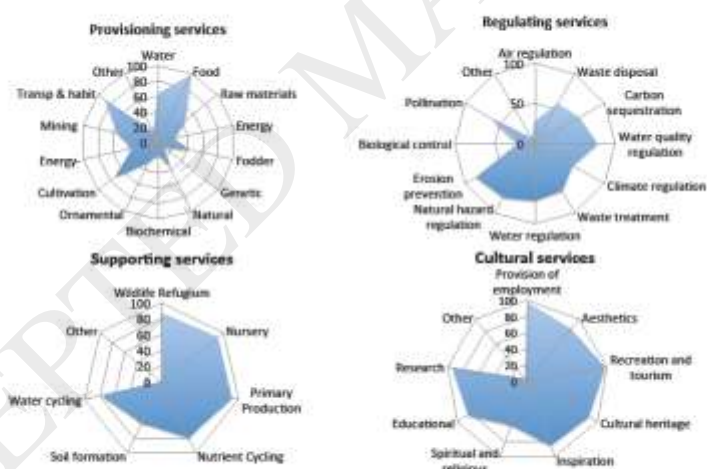 Provisioning services
Water
100
80
60
40
20
0
Food
Raw materials
Energy
Fodder
Genetic
Natural
Biochemical
Ornamental
Cultivation
Energy-
Mining
Transp & habit
Other
Regulating services
Air regulation
100
50
0
Waste disposal
Carbon
sequestration
Water quality
regulation
Climate regulation
Waste treatment
Water regulation
Natural hazard
regulation
Erosion
prevention
Biological control
Pollination
Other
Supporting services
Wildlife Refugium
100
80
60
40
20
0
Nursery
Primary
Production
Nutrient Cycling
Soil formation
Water cycling
Other
Cultural services
Provision of
employment
100
80
60
40
20
0
Aesthetics
Recreation and
tourism
Cultural heritage
Inspiration
Spiritual and
religious
Educational
Research
Other